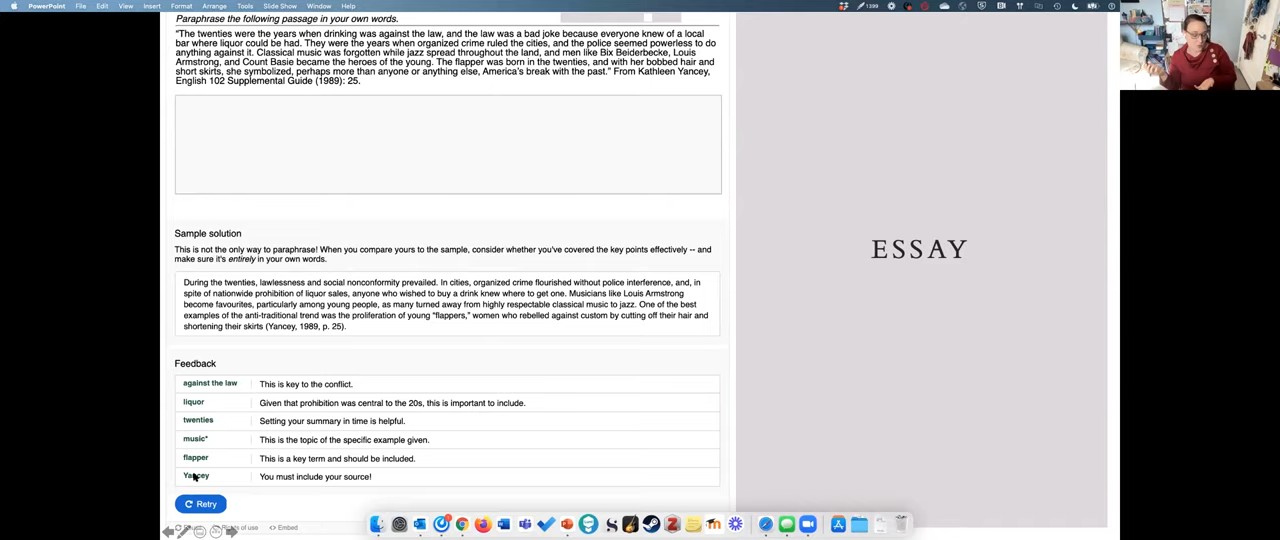 PowerPoint File Edit View Insert Format Arrange Tools Slide Show Window Help 1399
Paraphrase the following passage in your own words.
"The twenties were the years when drinking was against the law, and the law was a bad joke because everyone knew of a local
bar where liquor could be had. They were the years when organized crime ruled the cities, and the police seemed powerless to do
anything against it. Classical music was forgotten while jazz spread throughout the land, and men like Bix Beiderbecke, Louis
Armstrong, and Count Basie became the heroes of the young. The flapper was born in the twenties, and with her bobbed hair and
short skirts, she symbolized, perhaps more than anyone or anything else, America's break with the past." From Kathleen Yancey,
English 102 Supplemental Guide (1989): 25.
Sample solution
This is not the only way to paraphrase! When you compare yours to the sample, consider whether you've covered the key points effectively -- and
make sure it's entirely in your own words.
During the twenties, lawlessness and social nonconformity prevailed. In cities, organized crime flourished without police interference, and, in
spite of nationwide prohibition of liquor sales, anyone who wished to buy a drink knew where to get one. Musicians like Louis Armstrong
become favourites, particularly among young people, as many turned away from highly respectable classical music to jazz. One of the best
examples of the anti-traditional trend was the proliferation of young "flappers," women who rebelled against custom by cutting off their hair and
shortening their skirts (Yancey, 1989, p. 25).
Feedback
against the law This is key to the conflict.
liquor Given that prohibition was central to the 20s, this is important to include.
twenties Setting your summary in time is helpful.
music* This is the topic of the specific example given.
flapper This is a key term and should be included.
Yancey You must include your source!
Retry
of use Embed
ESSAY